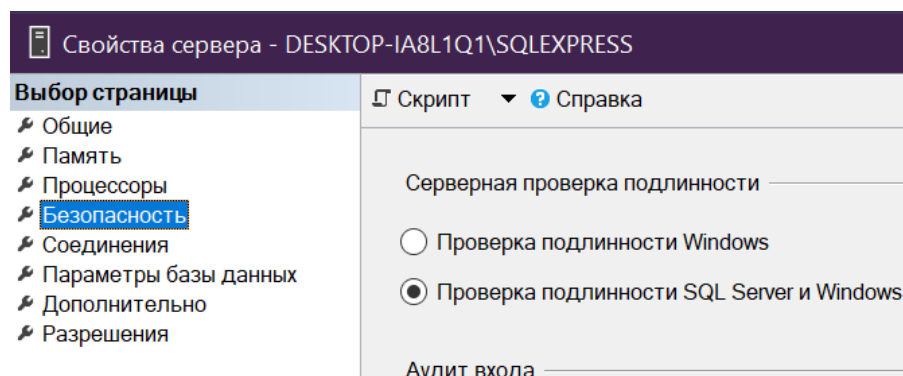 Свойства сервера - DESKTOP-IA8L1Q1\SQLEXPRESS
Выбор страницы
Общие
Память
Процессоры
Безопасность
Соединения
Параметры базы данных
Дополнительно
Разрешения
Скрипт ? Справка
Серверная проверка подлинности
Проверка подлинности Windows
Проверка подлинности SQL Server и Windows
Аудит входа